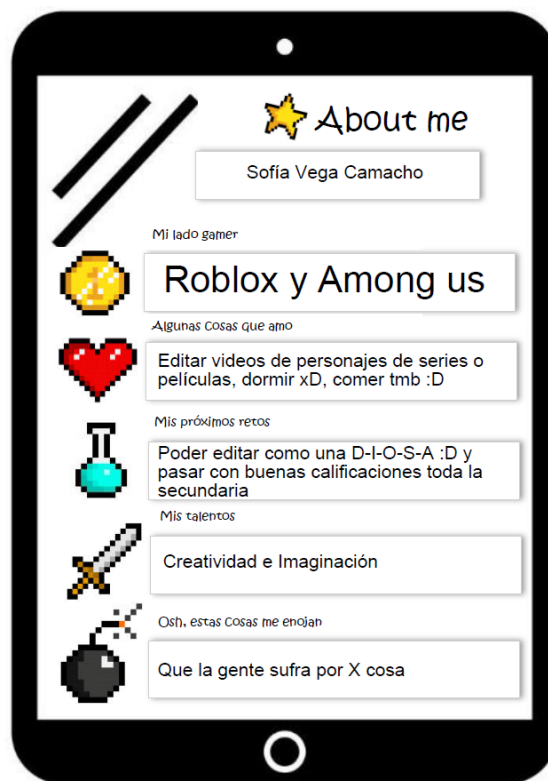 About me
Sofía Vega Camacho
Mi lado gamer
Roblox y Among us
Algunas cosas que amo
Editar videos de personajes de series o
películas, dormir xD, comer tmb :D
Mis próximos retos
Poder editar como una D-I-O-S-A :D y
pasar con buenas calificaciones toda la
secundaria
Mis talentos
Creatividad e Imaginación
Osh, estas cosas me enojan
Que la gente sufra por X cosa